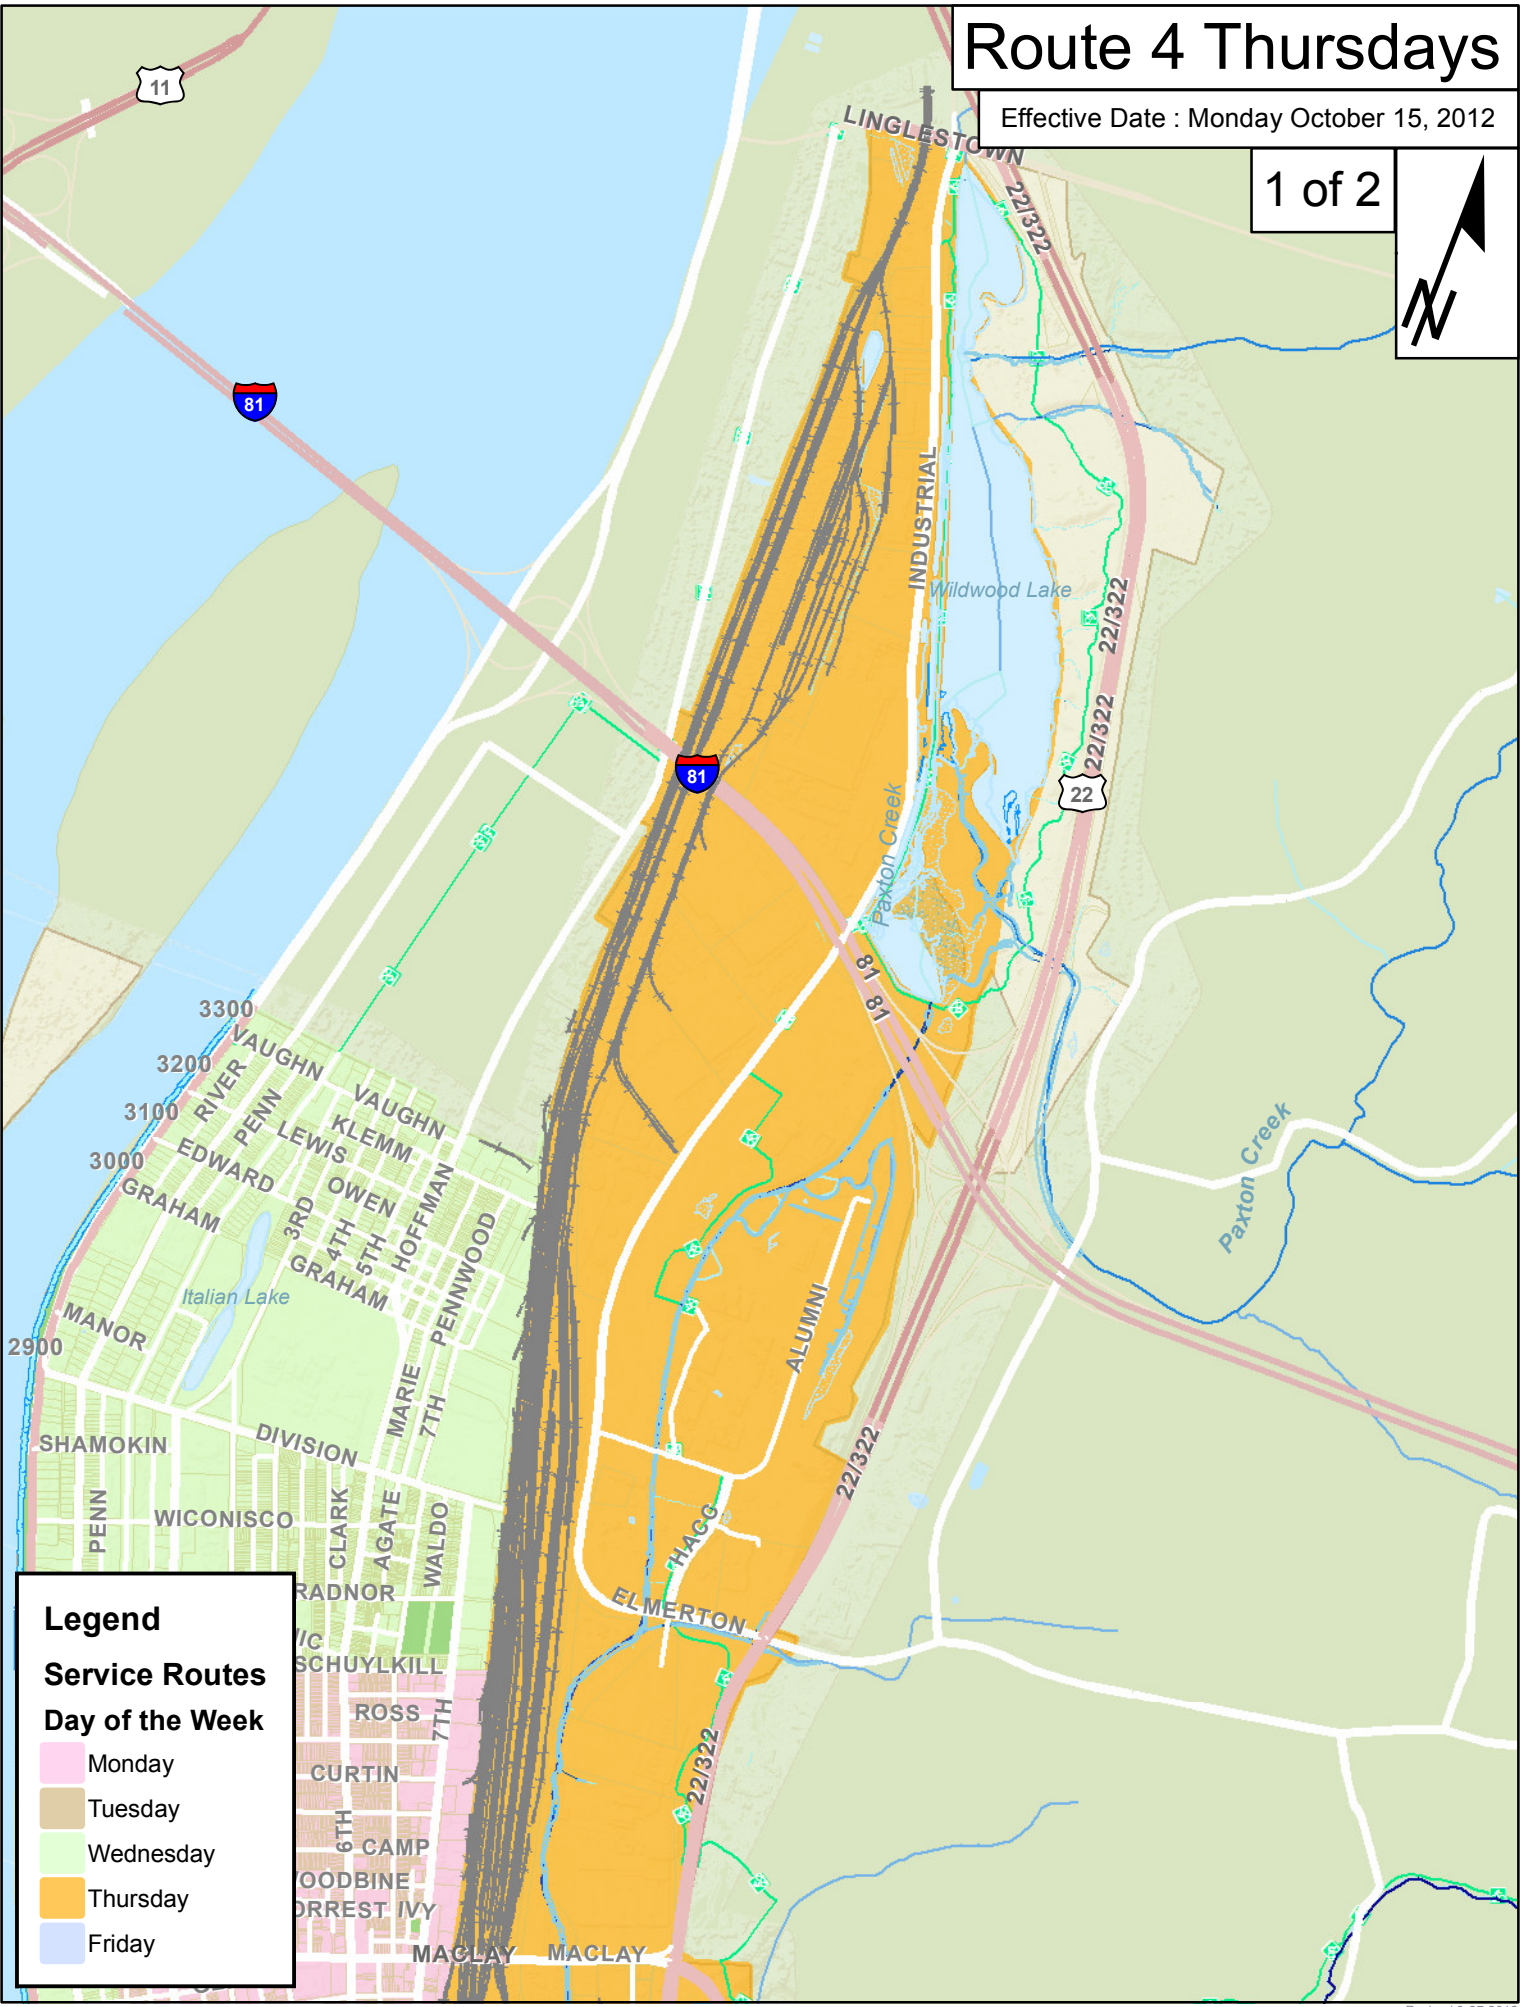 Route 4 Thursdays
Effective Date : Monday October 15, 2012
1 of 2
N
11
LINGLESTOWN
22/322
81
INDUSTRIAL
Wildwood Lake
22/322
22/322
81
22
Paxton Creek
81
81
3300
VAUGHN
3200
RIVER
VAUGHN
3100
PENN
KLEMM
LEWIS
Paxton Creek
3000
EDWARD
GRAHAM
OWEN
HOFFMAN
3RD
4TH
5TH
PENNWOOD
GRAHAM
Italian Lake
ALUMNI
MANOR
2900
MARIE
7TH
SHAMOKIN
DIVISION
22/322
PENN
WICONISCO
CLARK
AGATE
WALDO
HAGG
RADNOR
ELMERTON
SCHUYLKILL
ROSS
7TH
22/322
CURTIN
6TH
CAMP
OODBINE
ORREST
IVY
MACLAY
MACLAY
Legend
Service Routes
Day of the Week
Monday
Tuesday
Wednesday
Thursday
Friday